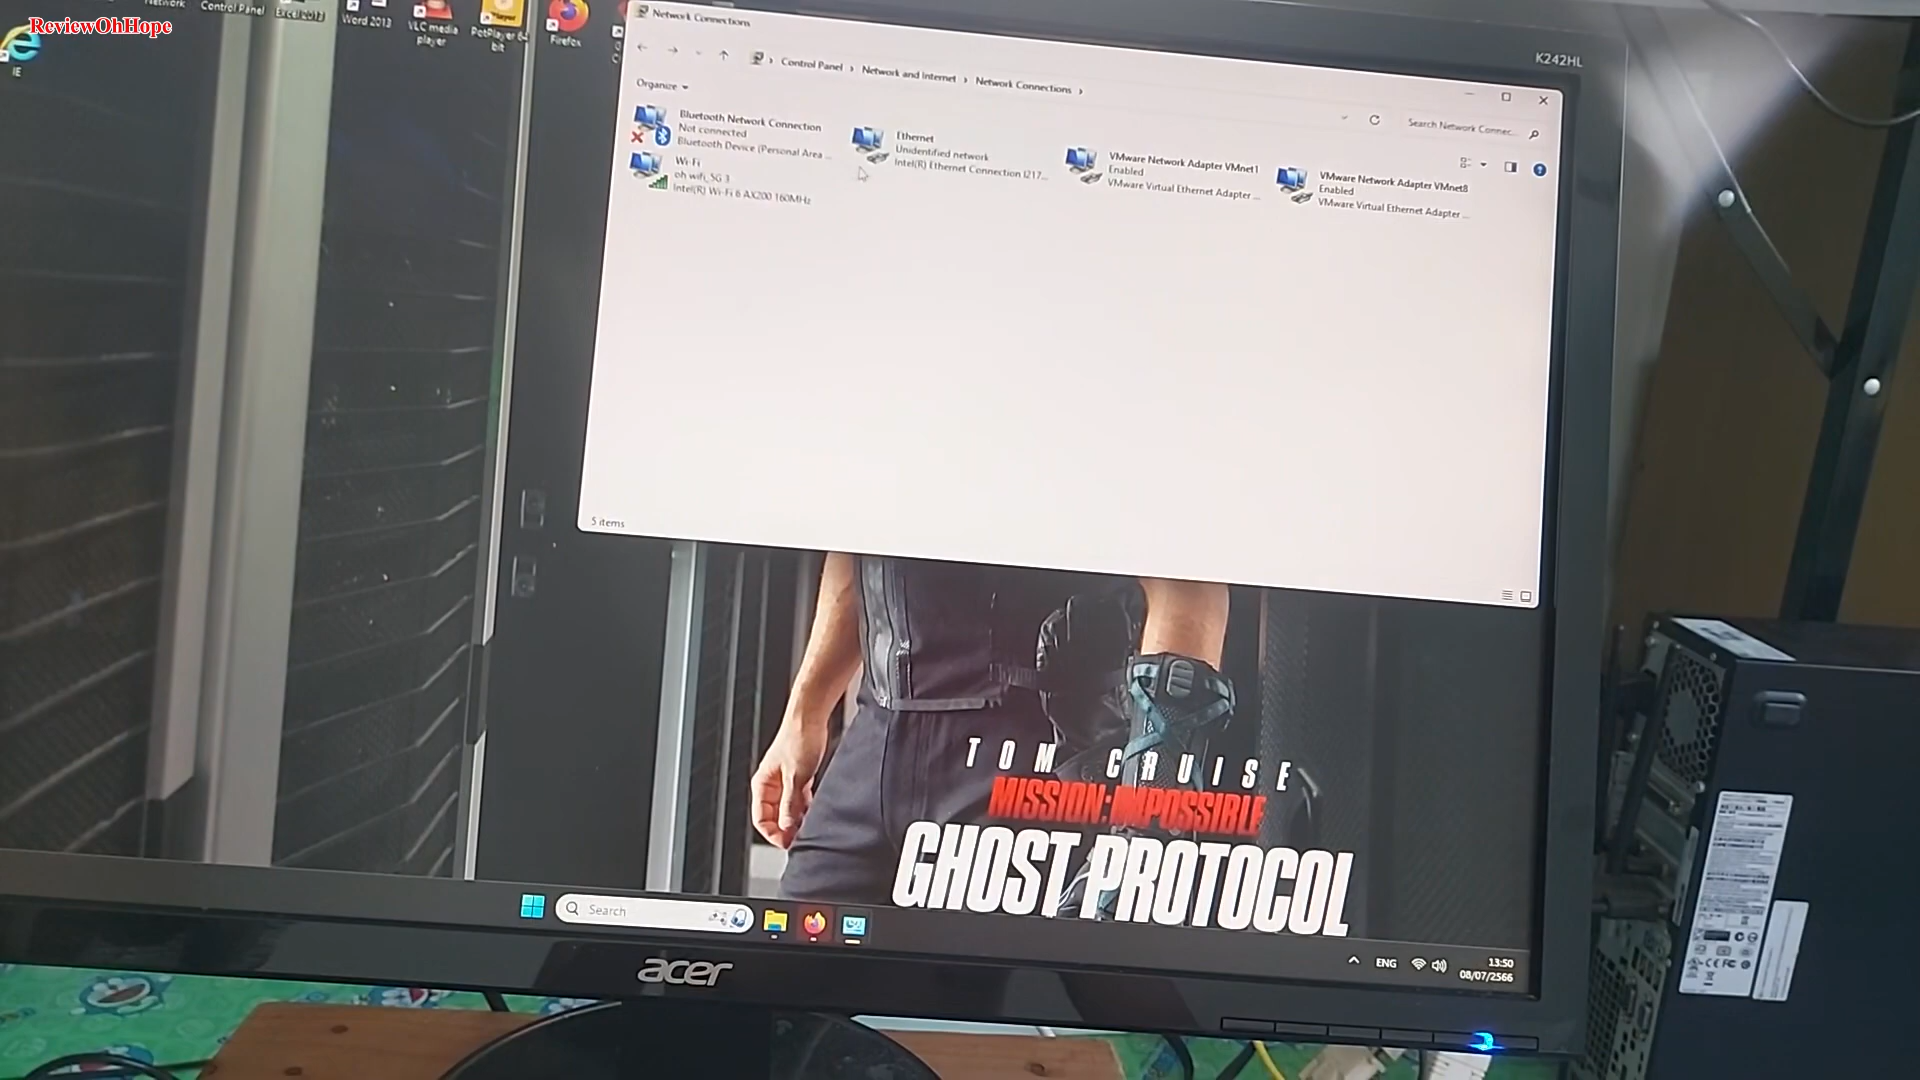 ReviewOhHope
Network
Control Panel
Excel 2013
Word 2013
VLC media
player
PotPlayer 64
bit
Firefox
IE
Network Connections
K242HL
Control Panel › Network and Internet › Network Connections ›
Organize
Search Network Connec...
Bluetooth Network Connection
Not connected
Bluetooth Device (Personal Area ...
Ethernet
Unidentified network
Intel(R) Ethernet Connection I217...
VMware Network Adapter VMnet1
Enabled
VMware Virtual Ethernet Adapter ...
VMware Network Adapter VMnet8
Enabled
VMware Virtual Ethernet Adapter ...
Wi-Fi
oh wifi_5G 3
Intel(R) Wi-Fi 6 AX200 160MHz
5 items
TOM CRUISE
MISSION: IMPOSSIBLE
GHOST PROTOCOL
Search
ENG
13:50
08/07/2566
acer